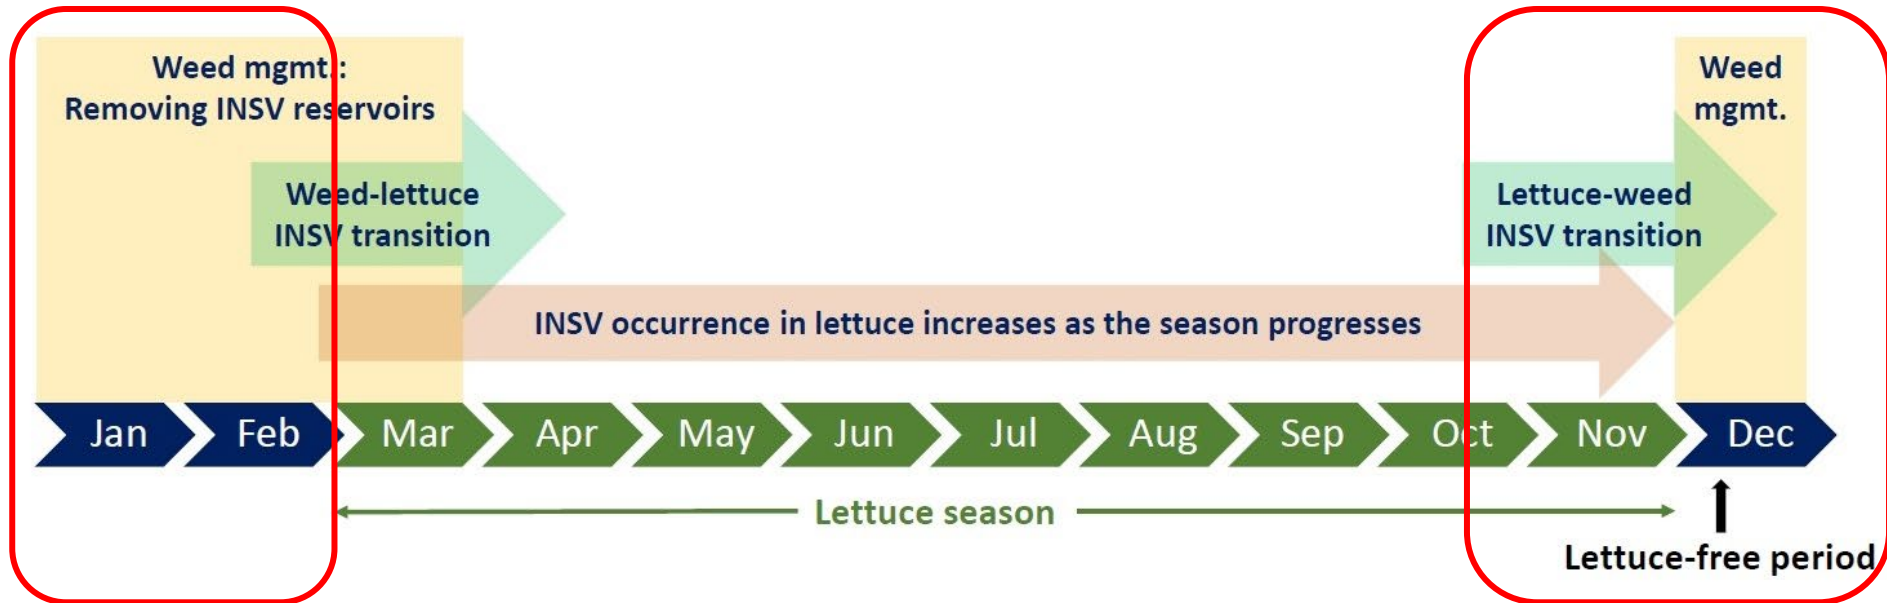 Weed mgmt.:
Removing INSV reservoirs
Weed
mgmt.
Weed-lettuce
INSV transition
Lettuce-weed
INSV transition
INSV occurrence in lettuce increases as the season progresses
Jan Feb Mar Apr May Jun Jul Aug Sep Oct Nov Dec
Lettuce season
Lettuce-free period